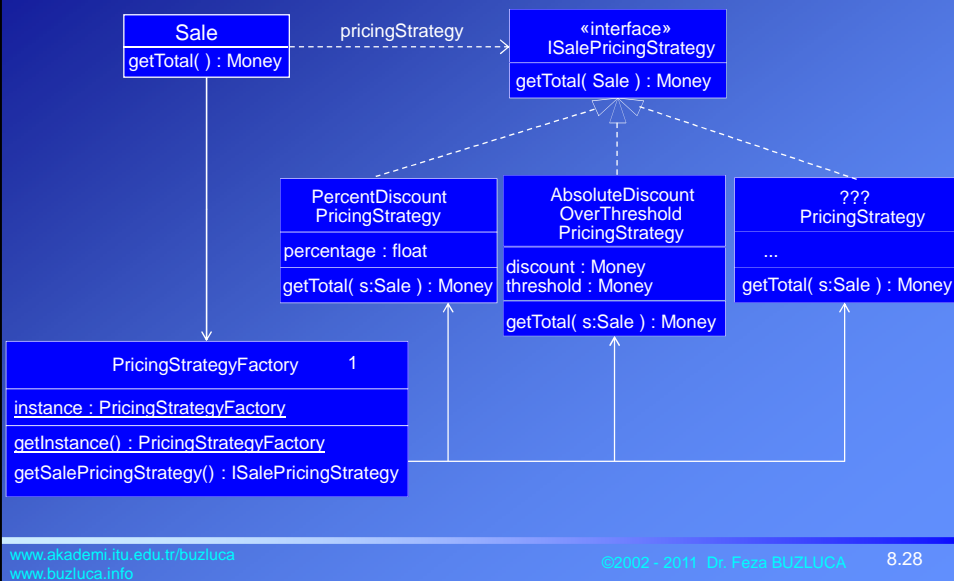 Sale
getTotal( ) : Money
pricingStrategy
«interface»
ISalePricingStrategy
getTotal( Sale ) : Money
PercentDiscount
PricingStrategy
percentage : float
getTotal( s:Sale ) : Money
AbsoluteDiscount
OverThreshold
PricingStrategy
discount : Money
threshold : Money
getTotal( s:Sale ) : Money
???
PricingStrategy
...
getTotal( s:Sale ) : Money
PricingStrategyFactory 1
instance : PricingStrategyFactory
getInstance() : PricingStrategyFactory
getSalePricingStrategy() : ISalePricingStrategy
www.akademi.itu.edu.tr/buzluca
www.buzluca.info
©2002 - 2011 Dr. Feza BUZLUCA
8.28